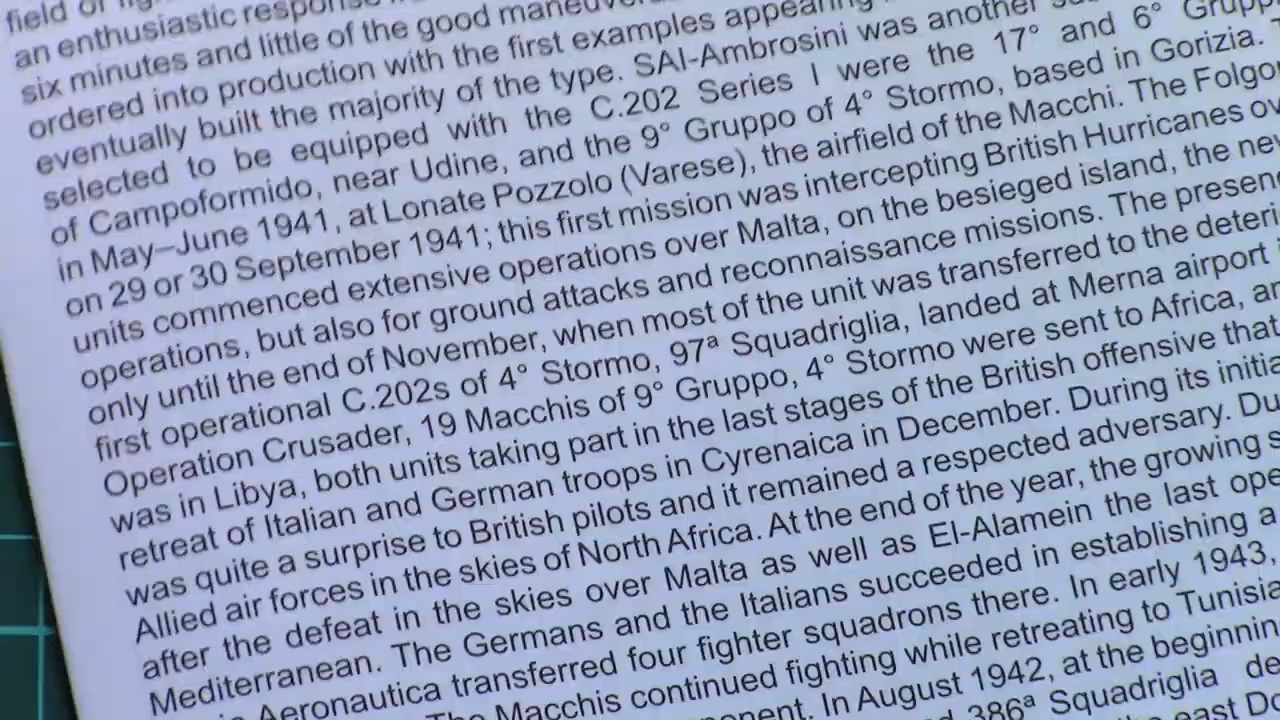 field of
an enthusiastic respons
six minutes and little of the good maneuv
ordered into production with the first examples appearing
eventually built the majority of the type. SAI-Ambrosini was another
selected to be equipped with the C.202 Series I were the 17° and 6° Grupp
of Campoformido, near Udine, and the 9° Gruppo of 4° Stormo, based in Gorizia.
in May–June 1941, at Lonate Pozzolo (Varese), the airfield of the Macchi. The Folgo
on 29 or 30 September 1941; this first mission was intercepting British Hurricanes ov
units commenced extensive operations over Malta, on the besieged island, the ne
operations, but also for ground attacks and reconnaissance missions. The presen
only until the end of November, when most of the unit was transferred to the deteri
first operational C.202s of 4° Stormo, 97ª Squadriglia, landed at Merna airport
Operation Crusader, 19 Macchis of 9° Gruppo, 4° Stormo were sent to Africa, an
was in Libya, both units taking part in the last stages of the British offensive that
retreat of Italian and German troops in Cyrenaica in December. During its initia
was quite a surprise to British pilots and it remained a respected adversary. Du
Allied air forces in the skies of North Africa. At the end of the year, the growing s
after the defeat in the skies over Malta as well as El-Alamein the last ope
Mediterranean. The Germans and the Italians succeeded in establishing a
Aeronautica transferred four fighter squadrons there. In early 1943,
The Macchis continued fighting while retreating to Tunisia
In August 1942, at the beginnin
386ª Squadriglia de
east Do